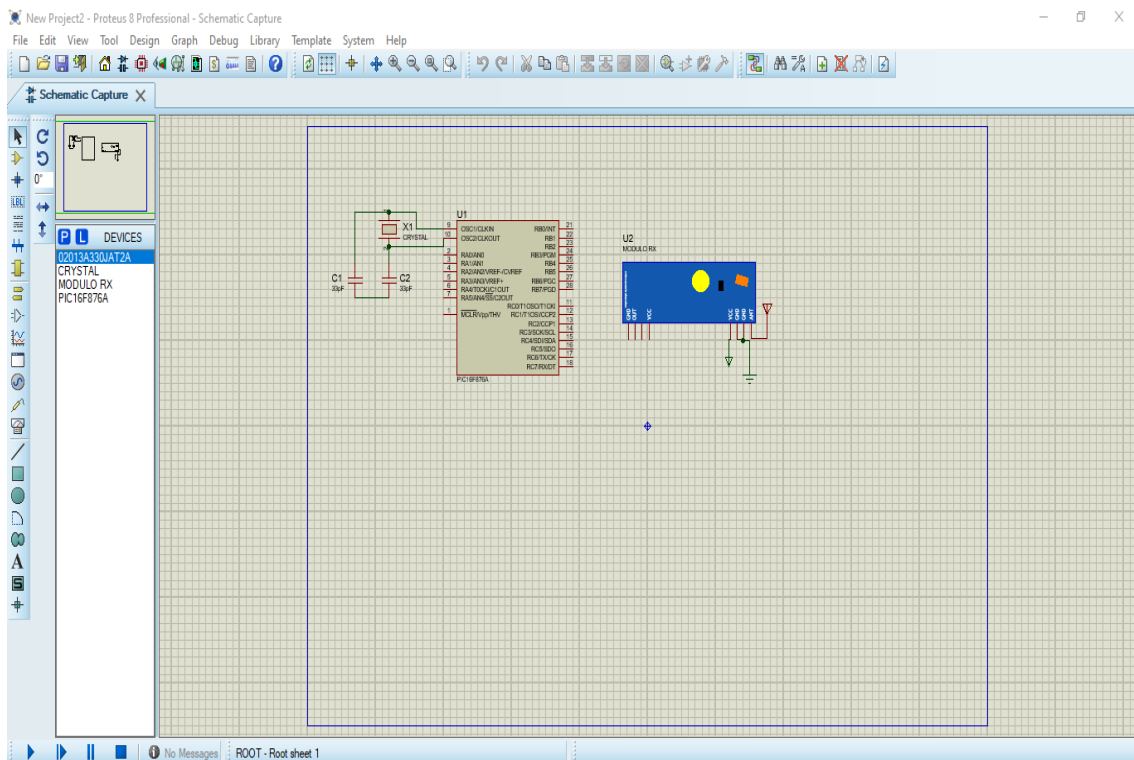 New Project2 - Proteus 8 Professional - Schematic Capture
File Edit View Tool Design Graph Debug Library Template System Help
Schematic Capture
0°
LBL
P L DEVICES
02013A330JAT2A
CRYSTAL
MODULO RX
PIC16F876A
A
S
X1
CRYSTAL
C1
33pF
C2
33pF
U1
9 OSC1/CLKIN
10 OSC2/CLKOUT
2 RA0/AN0
3 RA1/AN1
4 RA2/AN2/VREF-/CVREF
5 RA3/AN3/VREF+
6 RA4/T0CKI/C1OUT
7 RA5/AN4/SS/C2OUT
1 MCLR/Vpp/THV
RB0/INT 21
RB1 22
RB2 23
RB3/PGM 24
RB4 25
RB5 26
RB6/PGC 27
RB7/PGD 28
RC0/T1OSO/T1CKI 11
RC1/T1OSI/CCP2 12
RC2/CCP1 13
RC3/SCK/SCL 14
RC4/SDI/SDA 15
RC5/SDO 16
RC6/TX/CK 17
RC7/RX/DT 18
PIC16F876A
U2
MODULO RX
GND
OUT
VCC
VCC
GND
GND
ANT
No Messages
ROOT - Root sheet 1